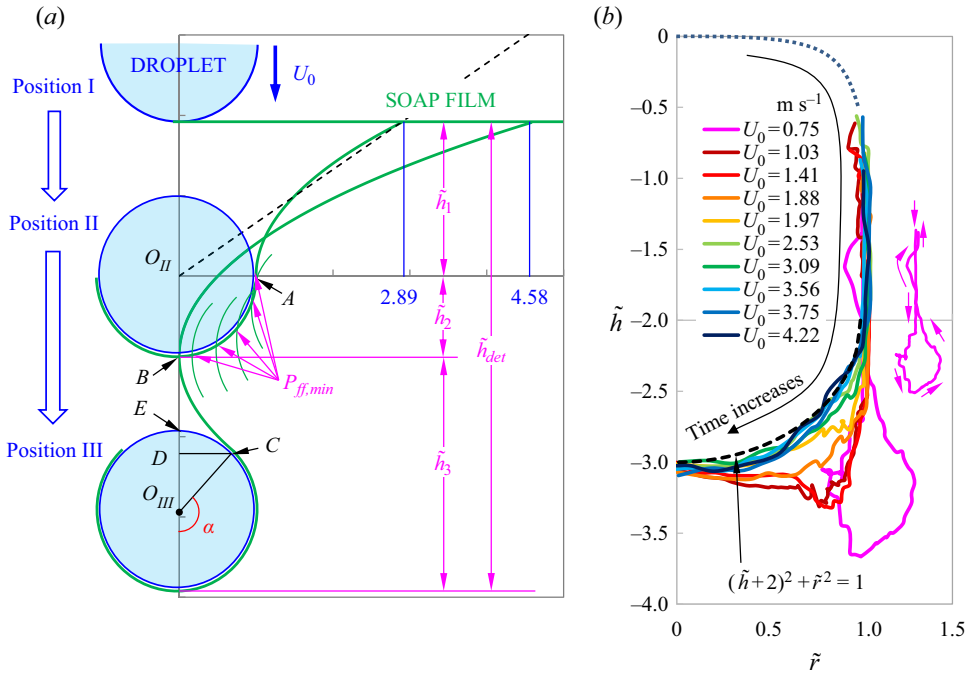 (a)
DROPLET
U0
Position I
SOAP FILM
h̃1
Position II
OII
A
2.89
4.58
h̃2
h̃det
B
Pff,min
E
Position III
D
C
h̃3
OIII
α
(b)
0
–0.5
–1.0
–1.5
–2.0
–2.5
–3.0
–3.5
–4.0
h̃
m s–1
U0 = 0.75
U0 = 1.03
U0 = 1.41
U0 = 1.88
U0 = 1.97
U0 = 2.53
U0 = 3.09
U0 = 3.56
U0 = 3.75
U0 = 4.22
Time increases
(h̃ + 2)2 + r̃2 = 1
0 0.5 1.0 1.5
r̃